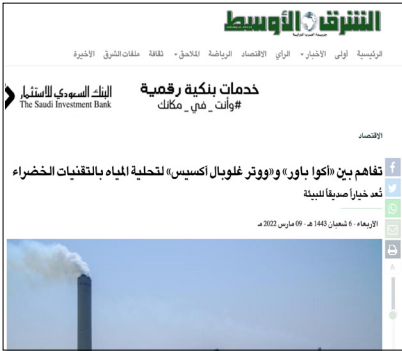 الشرق الأوسط
جريدة العرب الدولية
الرئيسية أولى الأخبار الرأي الاقتصاد الرياضة الملاحق ثقافة ملفات الشرق الأخيرة
خدمات بنكية رقمية
#وأنت_في_مكانك
البنك السعودي للاستثمار
The Saudi Investment Bank
الاقتصاد
تفاهم بين «أكوا باور» و«ووتر غلوبال أكسيس» لتحلية المياه بالتقنيات الخضراء
تُعد خياراً صديقاً للبيئة
الأربعاء - 6 شعبان 1443 هـ - 09 مارس 2022 مـ